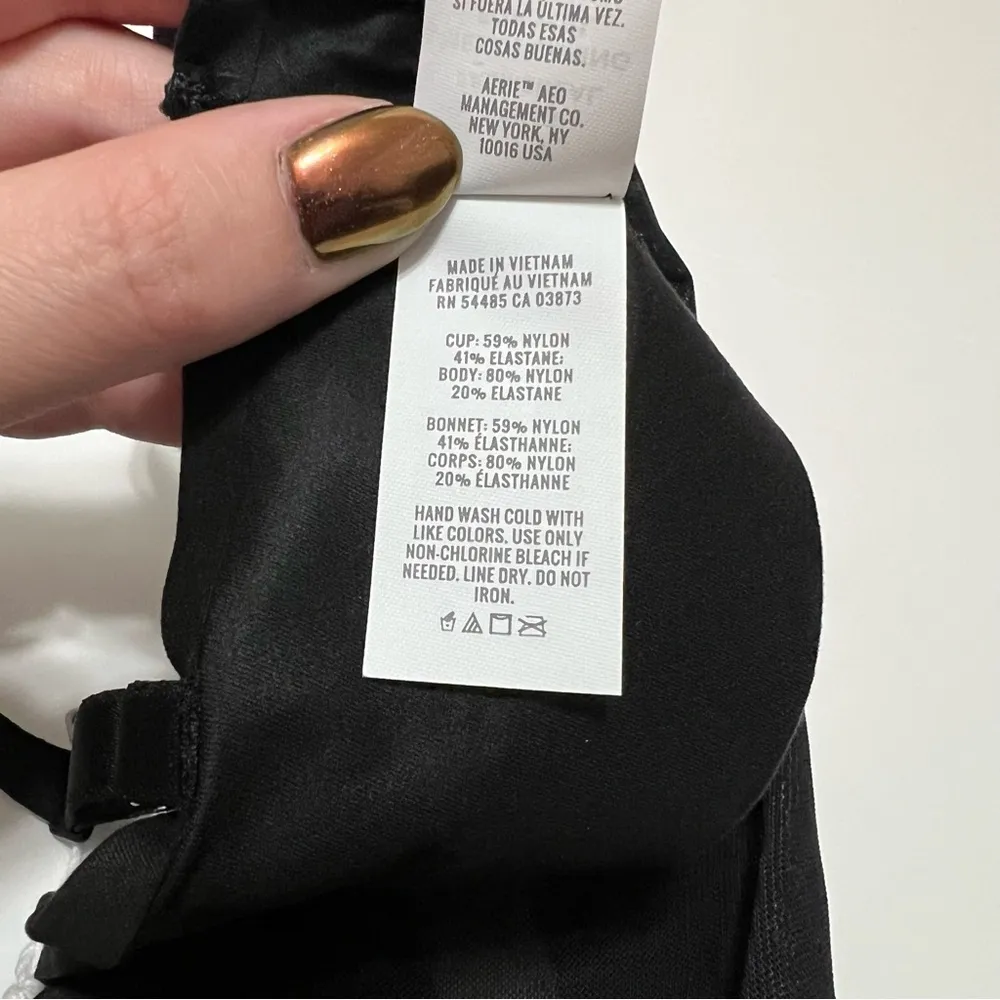 SI FUERA LA ÚLTIMA VEZ.
TODAS ESAS
COSAS BUENAS.
AERIE™ AEO
MANAGEMENT CO.
NEW YORK, NY
10016 USA
MADE IN VIETNAM
FABRIQUÉ AU VIETNAM
RN 54485 CA 03873
CUP: 59% NYLON
41% ELASTANE;
BODY: 80% NYLON
20% ELASTANE
BONNET: 59% NYLON
41% ÉLASTHANNE;
CORPS: 80% NYLON
20% ÉLASTHANNE
HAND WASH COLD WITH
LIKE COLORS. USE ONLY
NON-CHLORINE BLEACH IF
NEEDED. LINE DRY. DO NOT
IRON.